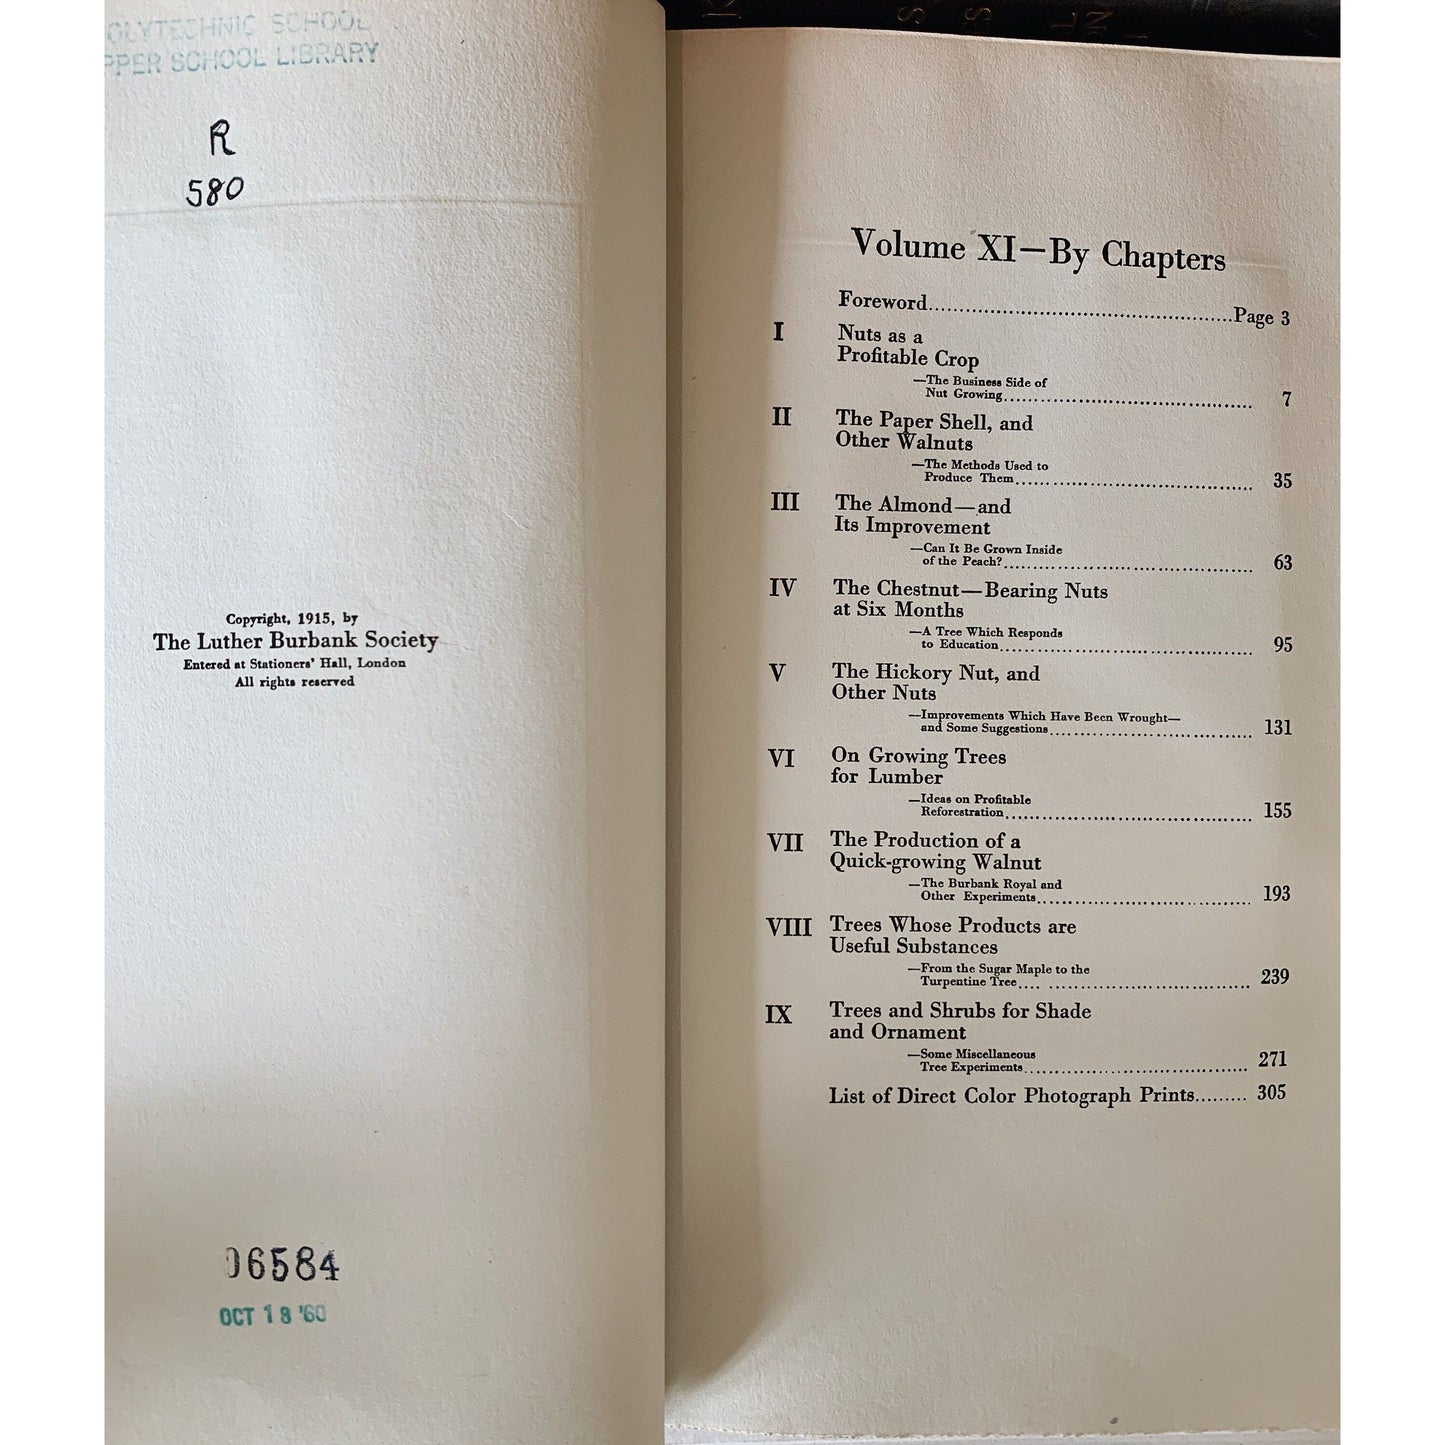 OLYTECHNIC SCHOOL
PPER SCHOOL LIBRARY
R
580
Copyright, 1915, by
The Luther Burbank Society
Entered at Stationers' Hall, London
All rights reserved
06584
OCT 18 '60
Volume XI—By Chapters
Foreword.................................................Page 3
I Nuts as a
Profitable Crop
—The Business Side of
Nut Growing.......................................... 7
II The Paper Shell, and
Other Walnuts
—The Methods Used to
Produce Them........................................ 35
III The Almond—and
Its Improvement
—Can It Be Grown Inside
of the Peach?.......................................... 63
IV The Chestnut—Bearing Nuts
at Six Months
—A Tree Which Responds
to Education.......................................... 95
V The Hickory Nut, and
Other Nuts
—Improvements Which Have Been Wrought—
and Some Suggestions.................................. 131
VI On Growing Trees
for Lumber
—Ideas on Profitable
Reforestration......................................... 155
VII The Production of a
Quick-growing Walnut
—The Burbank Royal and
Other Experiments.................................... 193
VIII Trees Whose Products are
Useful Substances
—From the Sugar Maple to the
Turpentine Tree.... .................................. 239
IX Trees and Shrubs for Shade
and Ornament
—Some Miscellaneous
Tree Experiments...................................... 271
List of Direct Color Photograph Prints......... 305